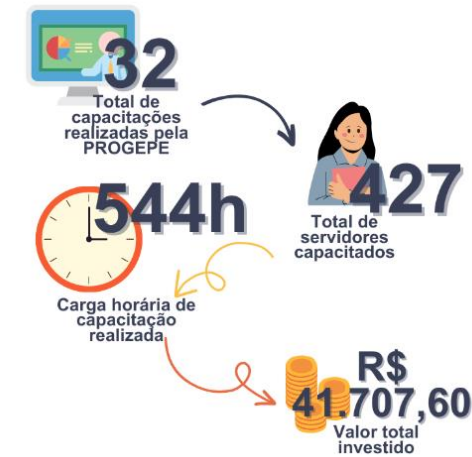 32
Total de
capacitações
realizadas pela
PROGEPE
427
Total de
servidores
capacitados
544h
Carga horária de
capacitação
realizada
R$
41.707,60
Valor total
investido